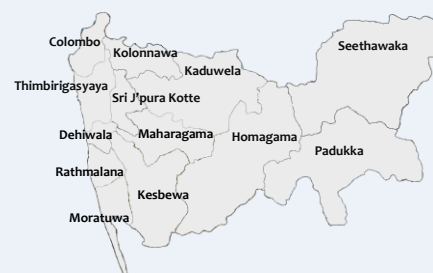 Colombo
Kolonnawa
Seethawaka
Kaduwela
Thimbirigasyaya
Sri J'pura Kotte
Dehiwala
Maharagama
Homagama
Padukka
Rathmalana
Kesbewa
Moratuwa